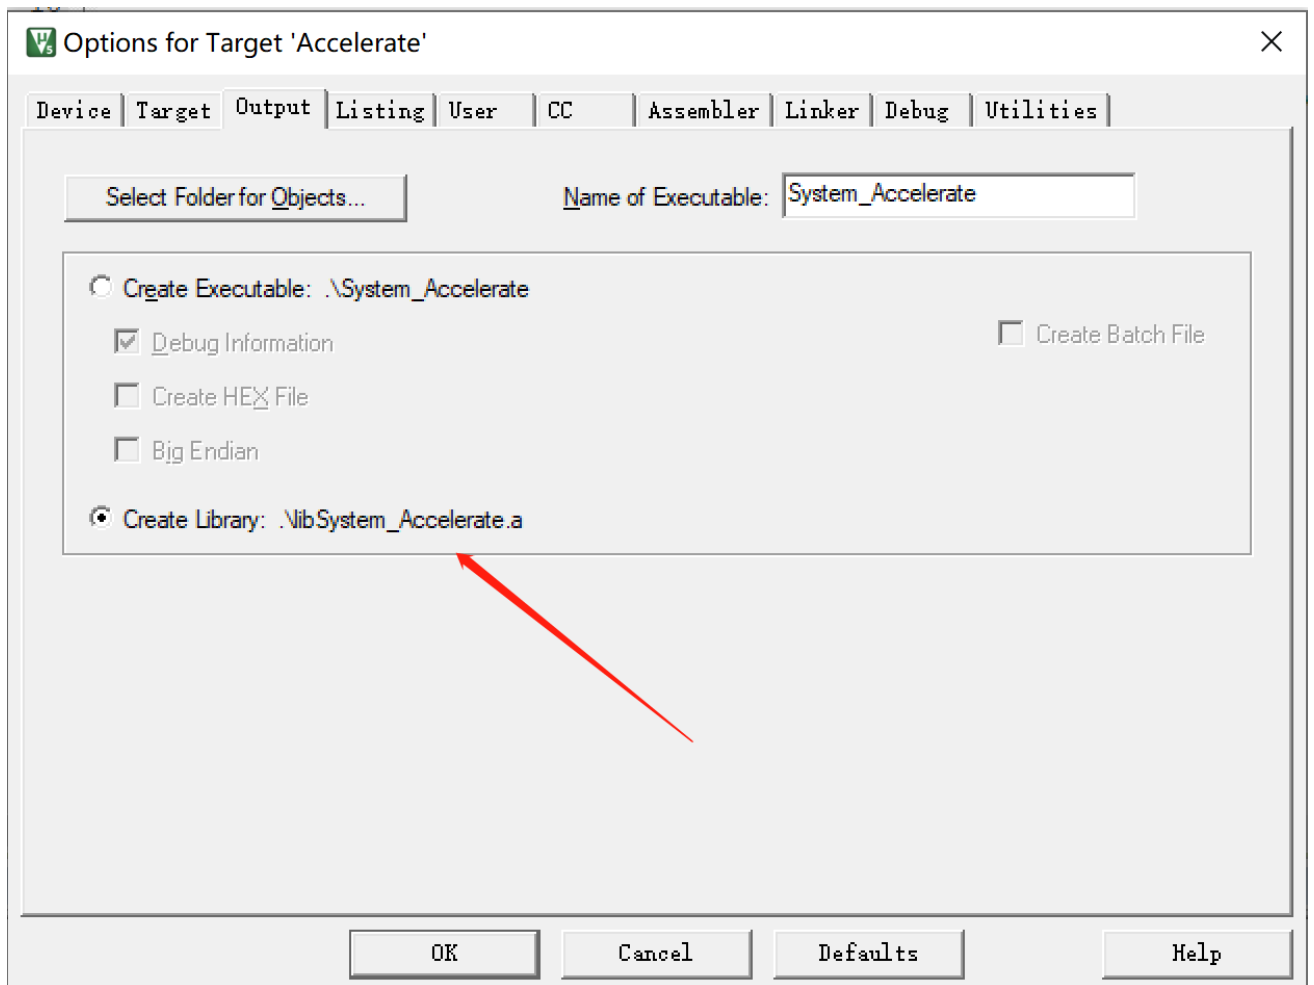 Options for Target 'Accelerate'
Device Target Output Listing User CC Assembler Linker Debug Utilities
Select Folder for Objects... Name of Executable: System_Accelerate
Create Executable: .\System_Accelerate
Debug Information Create Batch File
Create HEX File
Big Endian
Create Library: .\libSystem_Accelerate.a
OK Cancel Defaults Help